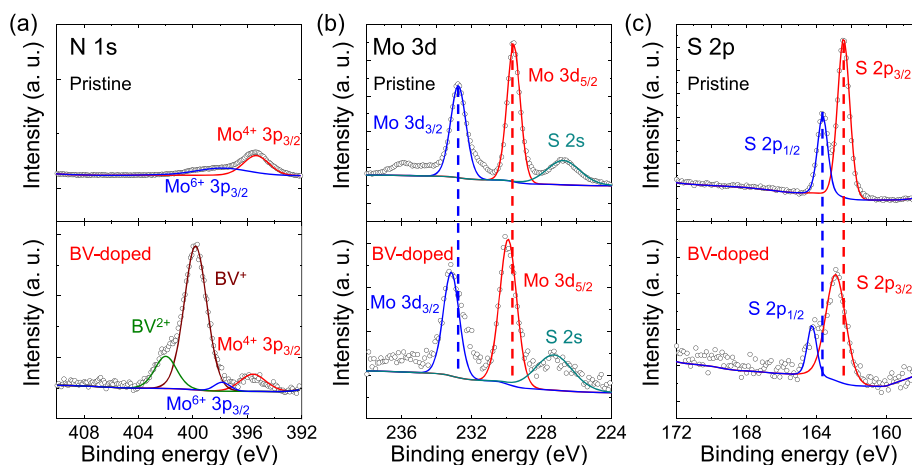 (a)
N 1s
Pristine
Mo⁴⁺ 3p₃/₂
Mo⁶⁺ 3p₃/₂
Intensity (a. u.)
BV-doped
BV⁺
BV²⁺
Mo⁴⁺ 3p₃/₂
Mo⁶⁺ 3p₃/₂
Intensity (a. u.)
408 404 400 396 392
Binding energy (eV)
(b)
Mo 3d
Pristine
Mo 3d₅/₂
Mo 3d₃/₂
S 2s
Intensity (a. u.)
BV-doped
Mo 3d₃/₂
Mo 3d₅/₂
S 2s
Intensity (a. u.)
236 232 228 224
Binding energy (eV)
(c)
S 2p
Pristine
S 2p₃/₂
S 2p₁/₂
Intensity (a. u.)
BV-doped
S 2p₃/₂
S 2p₁/₂
Intensity (a. u.)
172 168 164 160
Binding energy (eV)